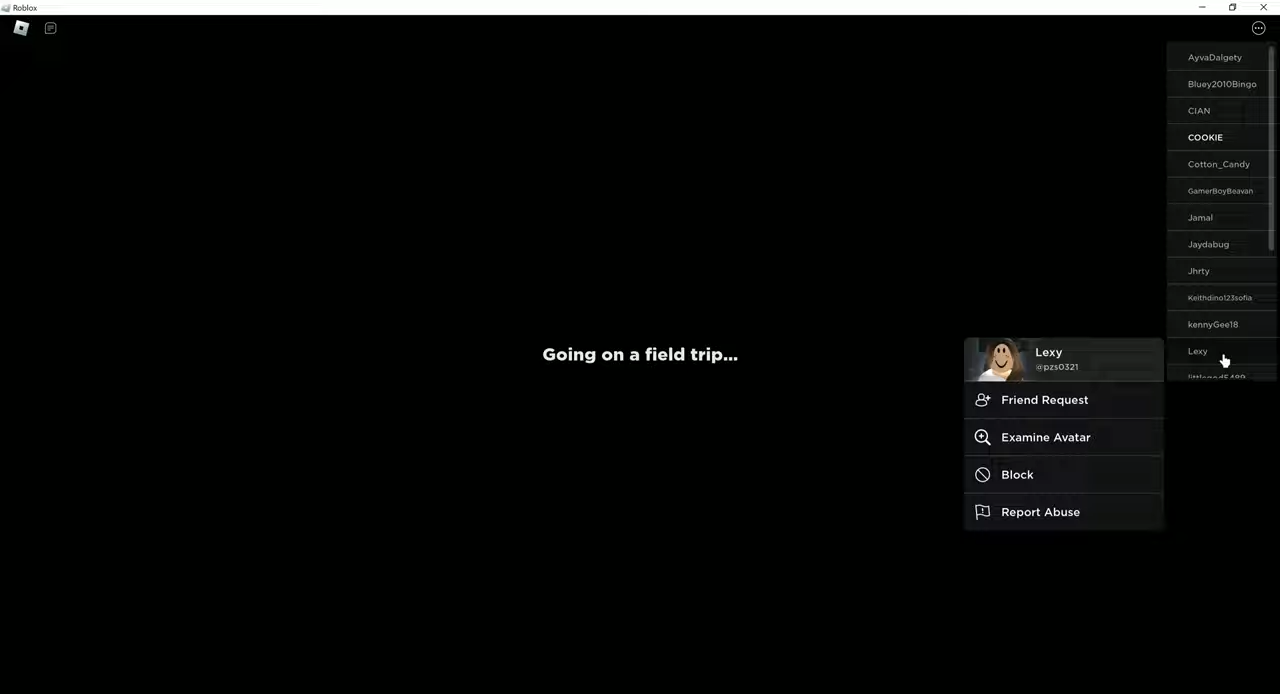 Roblox
AyvaDalgety
Bluey2010Bingo
CIAN
COOKIE
Cotton_Candy
GamerBoyBeavan
Jamal
Jaydabug
Jhrty
Keithdino123sofia
kennyGee18
Lexy
Going on a field trip...
Lexy
@pzs0321
Friend Request
Examine Avatar
Block
Report Abuse